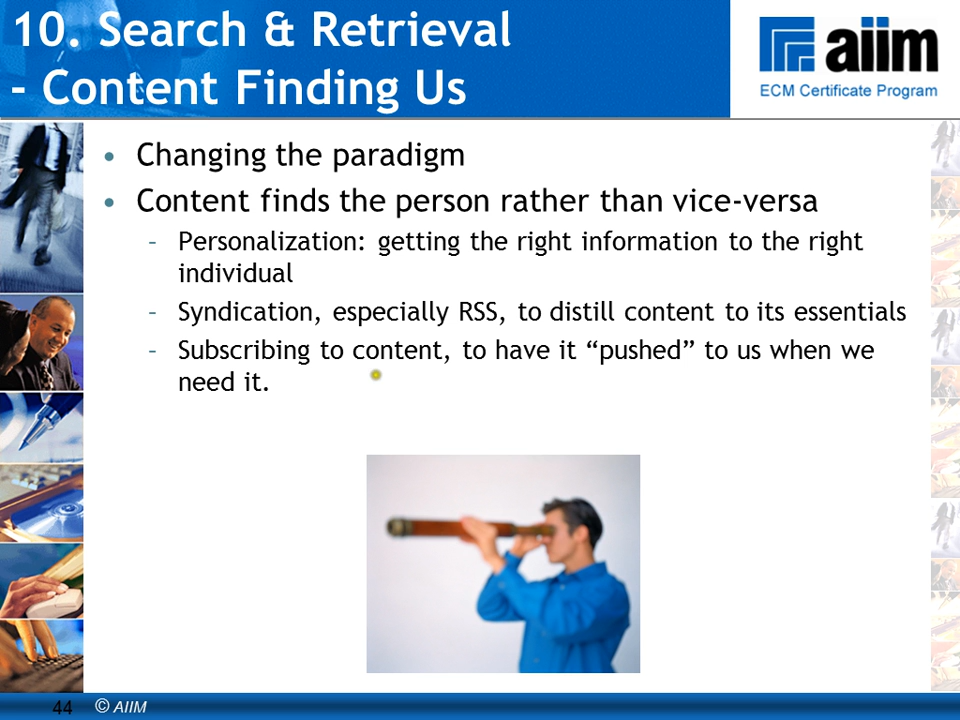 10. Search & Retrieval
- Content Finding Us
aiim
ECM Certificate Program
• Changing the paradigm
• Content finds the person rather than vice-versa
– Personalization: getting the right information to the right
individual
– Syndication, especially RSS, to distill content to its essentials
– Subscribing to content, to have it “pushed” to us when we
need it.
44
© AIIM